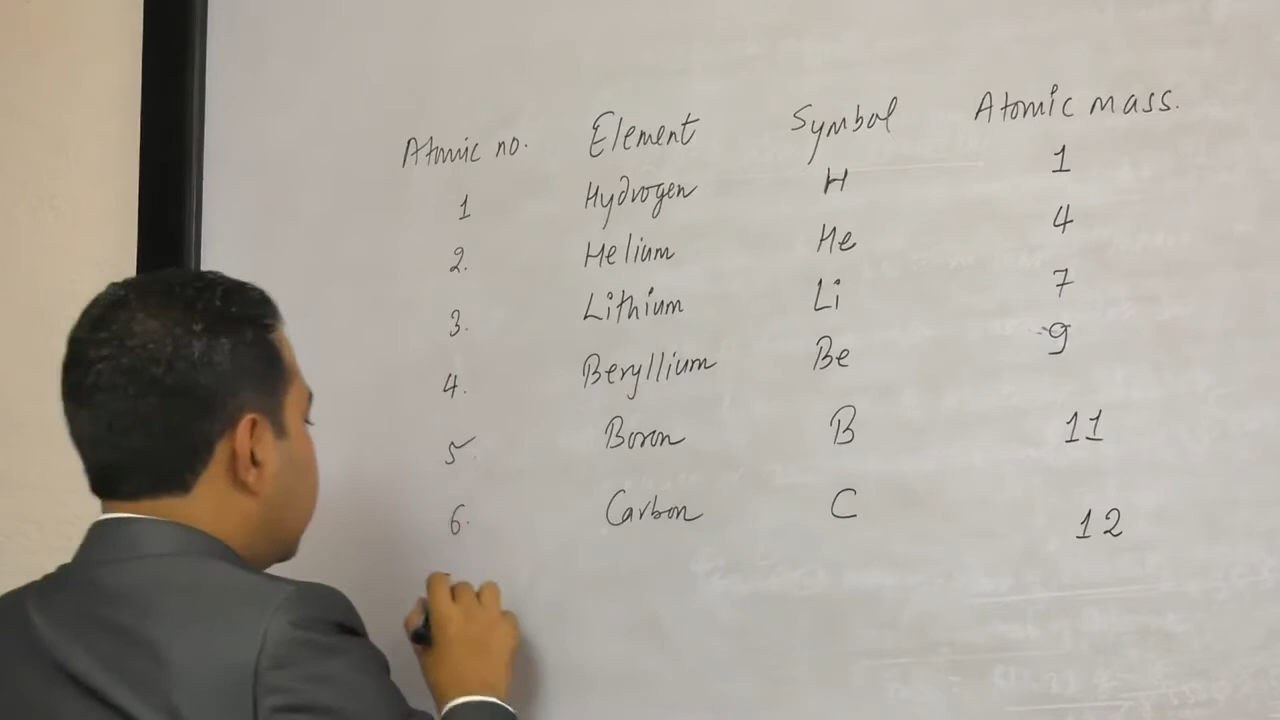 Atomic no. Element Symbol Atomic mass.
1 Hydrogen H 1
2. Helium He 4
3. Lithium Li 7
4. Beryllium Be 9
5. Boron B 11
6. Carbon C 12